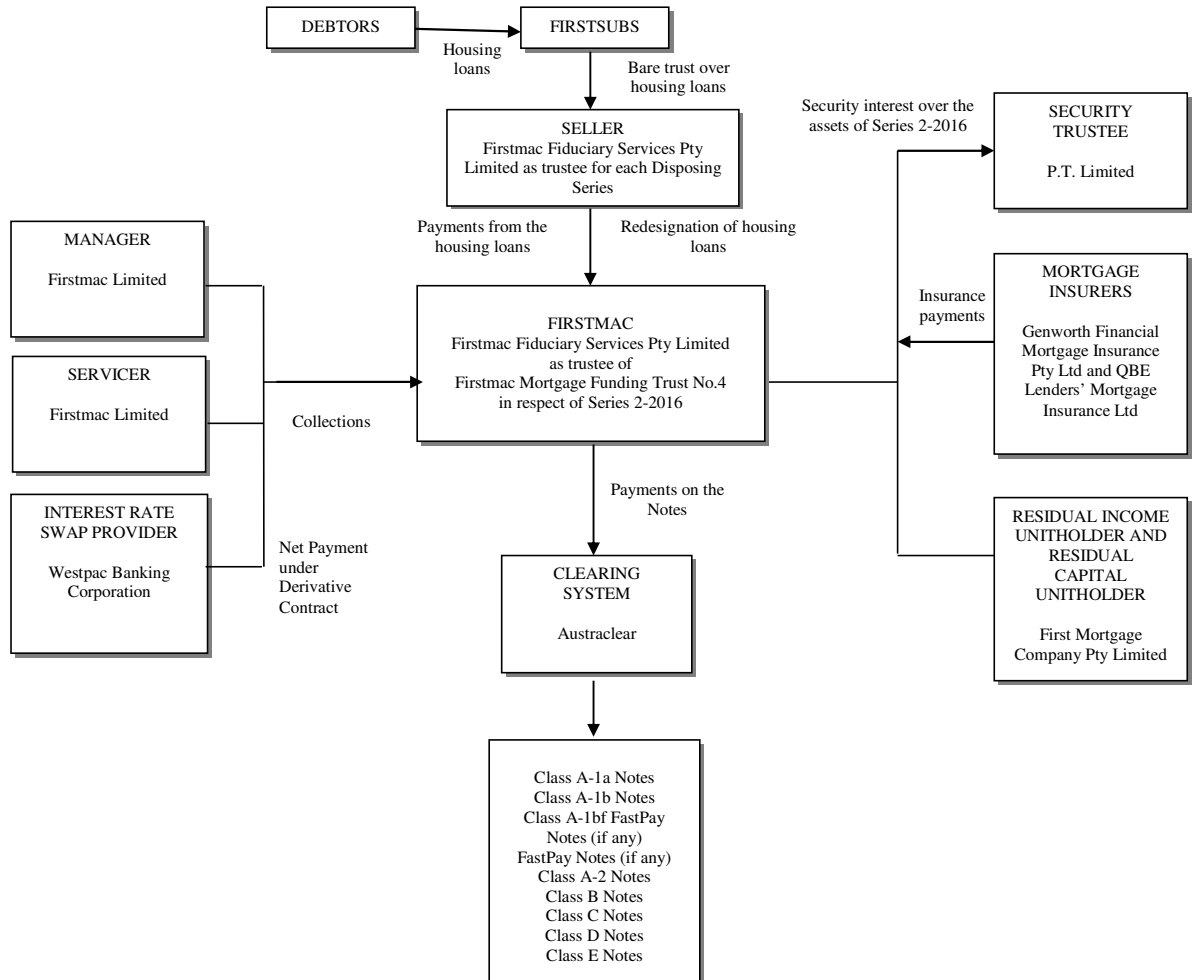 DEBTORS
FIRSTSUBS
Housing
loans
Bare trust over
housing loans
SELLER
Firstmac Fiduciary Services Pty
Limited as trustee for each Disposing
Series
Security interest over the
assets of Series 2-2016
SECURITY
TRUSTEE
P.T. Limited
Payments from the
housing loans
Redesignation of housing
loans
MANAGER
Firstmac Limited
FIRSTMAC
Firstmac Fiduciary Services Pty Limited
as trustee of
Firstmac Mortgage Funding Trust No.4
in respect of Series 2-2016
Insurance
payments
MORTGAGE
INSURERS
Genworth Financial
Mortgage Insurance
Pty Ltd and QBE
Lenders’ Mortgage
Insurance Ltd
SERVICER
Firstmac Limited
Collections
Payments on the
Notes
INTEREST RATE
SWAP PROVIDER
Westpac Banking
Corporation
Net Payment
under
Derivative
Contract
CLEARING
SYSTEM
Austraclear
RESIDUAL INCOME
UNITHOLDER AND
RESIDUAL
CAPITAL
UNITHOLDER
First Mortgage
Company Pty Limited
Class A-1a Notes
Class A-1b Notes
Class A-1bf FastPay
Notes (if any)
FastPay Notes (if any)
Class A-2 Notes
Class B Notes
Class C Notes
Class D Notes
Class E Notes